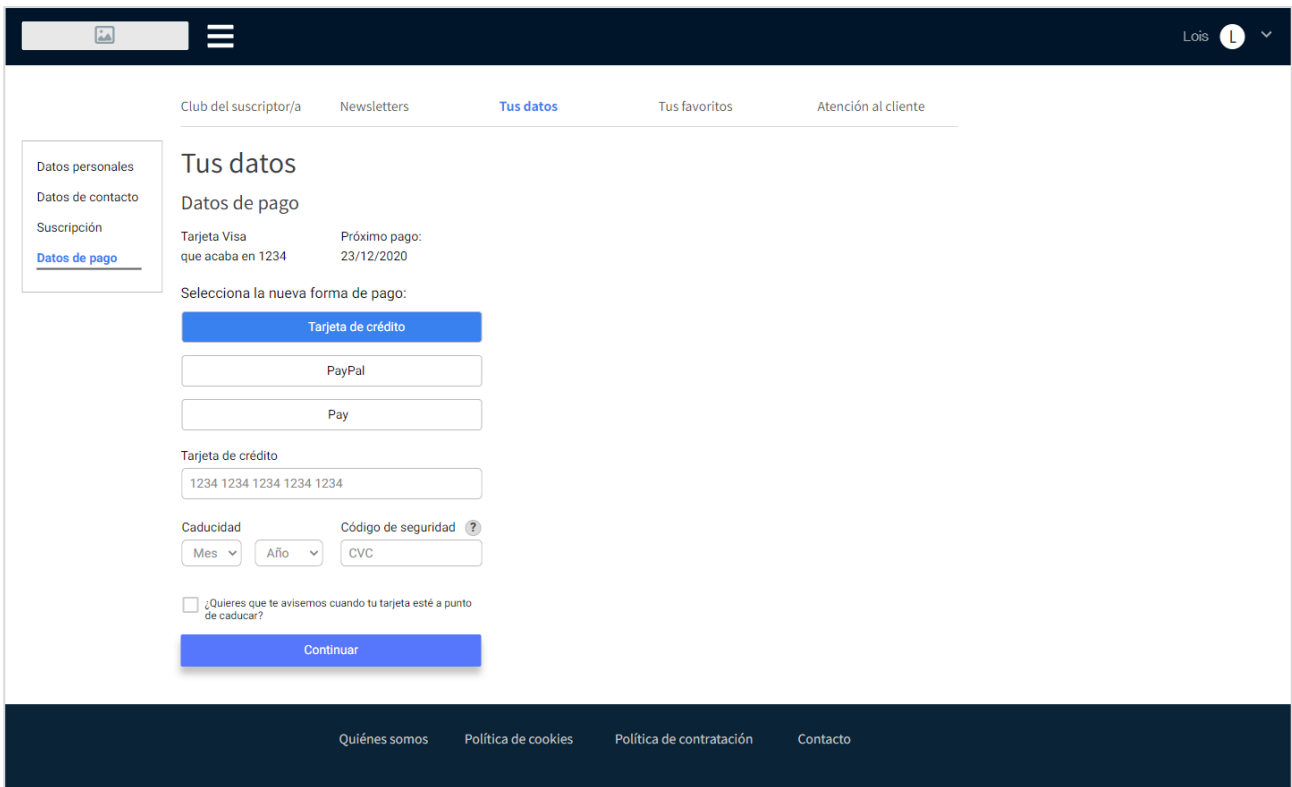 Lois L
Club del suscriptor/a Newsletters Tus datos Tus favoritos Atención al cliente
Datos personales
Datos de contacto
Suscripción
Datos de pago
Tus datos
Datos de pago
Tarjeta Visa
que acaba en 1234
Próximo pago:
23/12/2020
Selecciona la nueva forma de pago:
Tarjeta de crédito
PayPal
Pay
Tarjeta de crédito
1234 1234 1234 1234 1234
Caducidad
Mes Año
Código de seguridad ?
CVC
¿Quieres que te avisemos cuando tu tarjeta esté a punto
de caducar?
Continuar
Quiénes somos Política de cookies Política de contratación Contacto